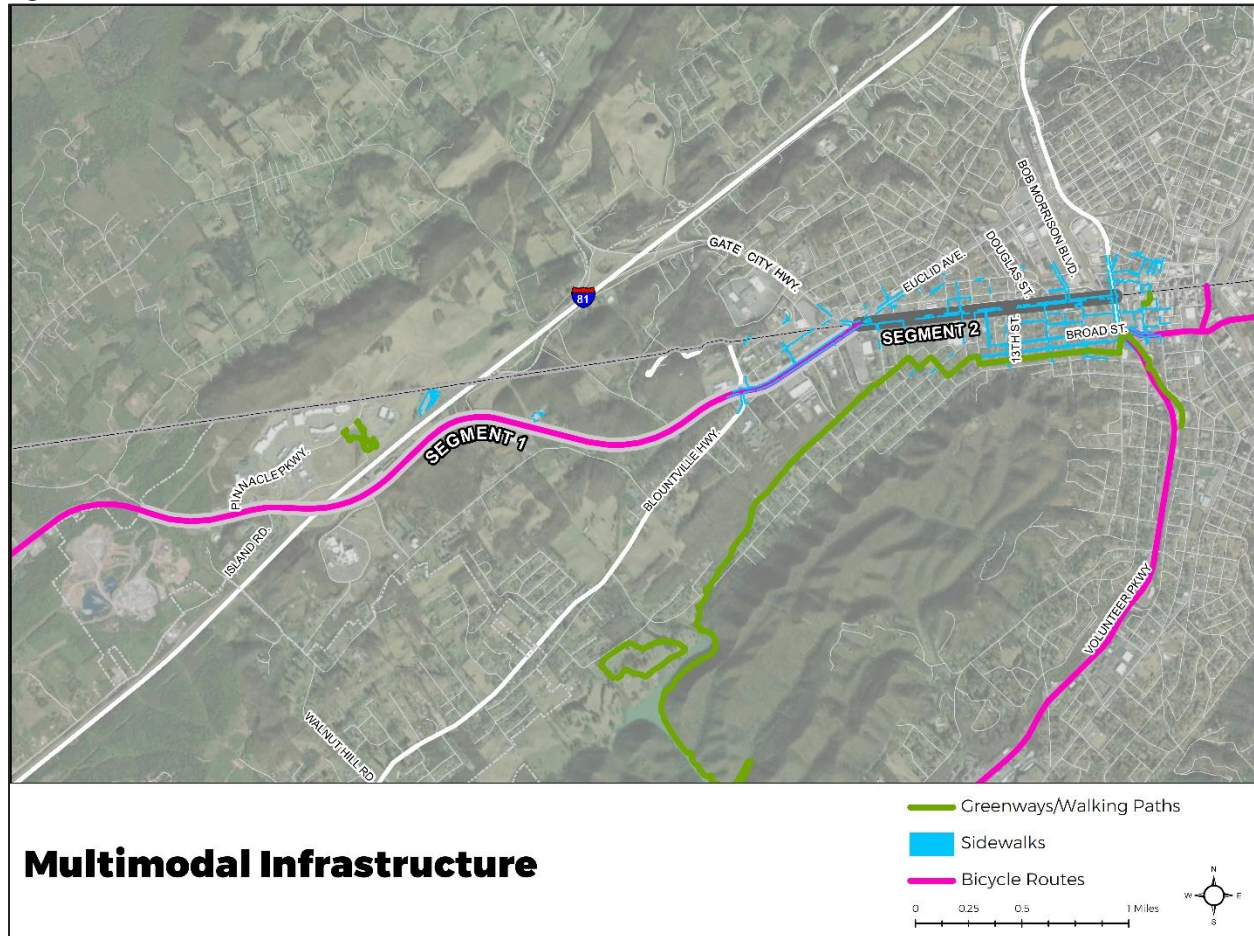 BOB MORRISON BLVD.
GATE CITY HWY.
DOUGLAS ST.
EUCLID AVE.
81
SEGMENT 2
13TH ST.
BROAD ST.
SEGMENT 1
BLOUNTVILLE HWY.
PINNACLE PKWY.
ISLAND RD.
VOLUNTEER PKWY
WALNUT HILL RD
Multimodal Infrastructure
Greenways/Walking Paths
Sidewalks
Bicycle Routes
0 0.25 0.5 1 Miles
N
W E
S